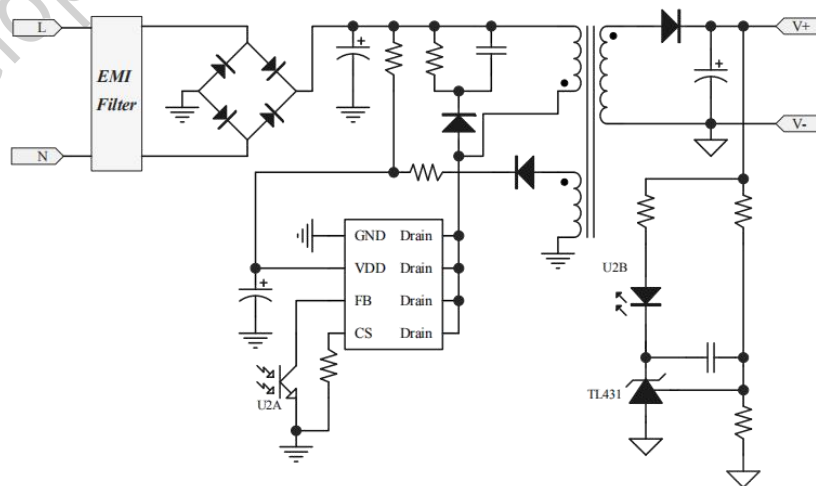 L
EMI
Filter
N
V+
V-
GND Drain
VDD Drain
FB Drain
CS Drain
U2A
U2B
TL431